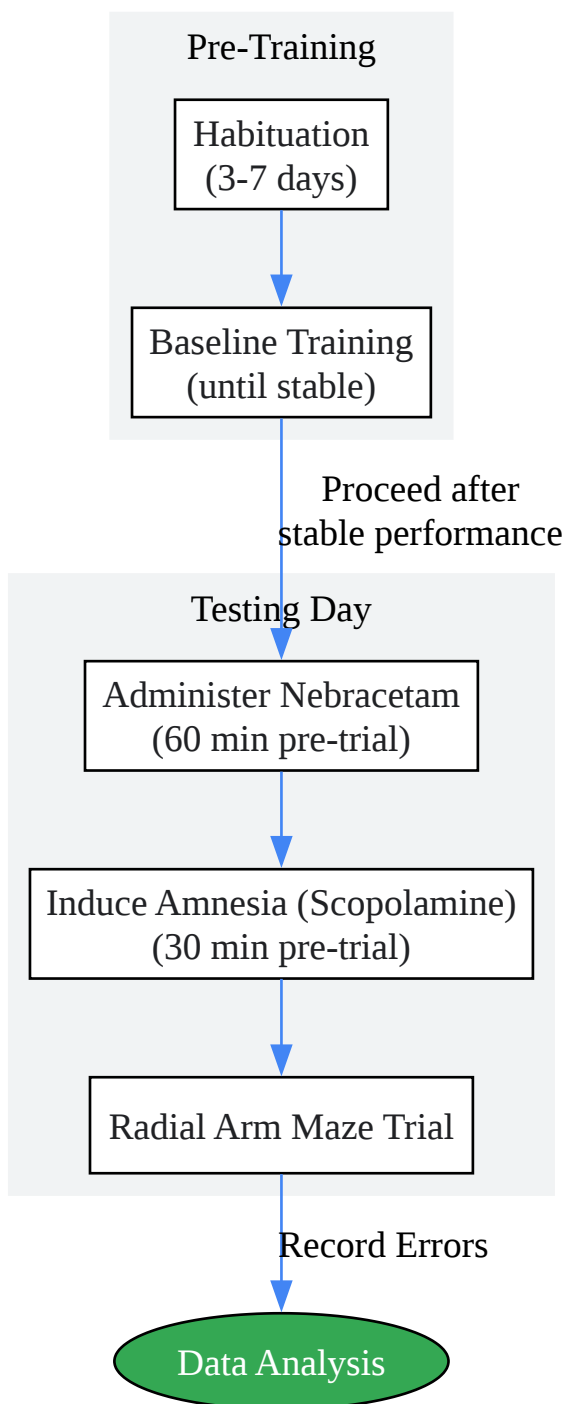 Pre-Training
Habituation
(3-7 days)
Baseline Training
(until stable)
Proceed after
stable performance
Testing Day
Administer Nebracetam
(60 min pre-trial)
Induce Amnesia (Scopolamine)
(30 min pre-trial)
Radial Arm Maze Trial
Record Errors
Data Analysis